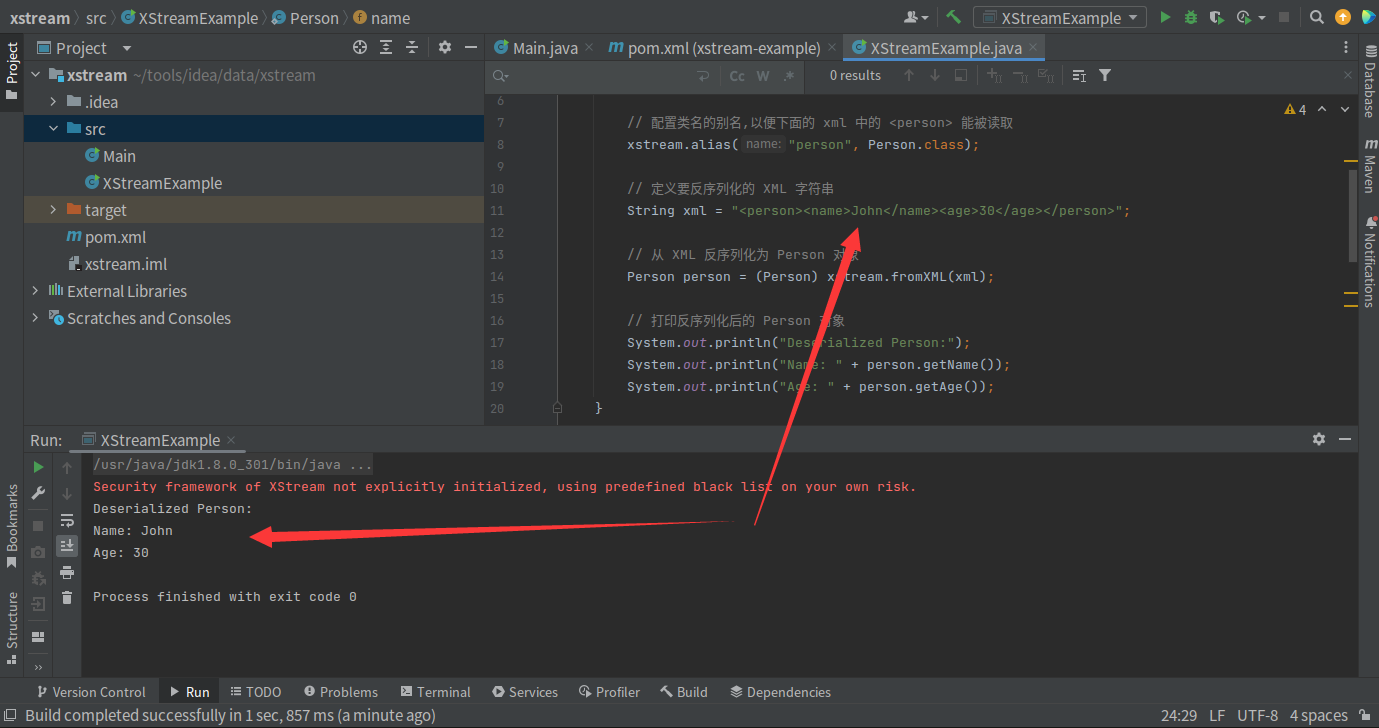 xstream src XStreamExample Person name XStreamExample
Project Main.java pom.xml (xstream-example) XStreamExample.java
xstream ~/tools/idea/data/xstream
Cc W .* 0 results
.idea
src
Main
XStreamExample
target
pom.xml
xstream.iml
External Libraries
Scratches and Consoles
6
7 // 配置类名的别名,以便下面的 xml 中的 <person> 能被读取
8 xstream.alias( name: "person", Person.class);
9
10 // 定义要反序列化的 XML 字符串
11 String xml = "<person><name>John</name><age>30</age></person>";
12
13 // 从 XML 反序列化为 Person 对象
14 Person person = (Person) xstream.fromXML(xml);
15
16 // 打印反序列化后的 Person 对象
17 System.out.println("Deserialized Person:");
18 System.out.println("Name: " + person.getName());
19 System.out.println("Age: " + person.getAge());
20 }
4
Project
Bookmarks
Structure
Database
m Maven
Notifications
Run: XStreamExample
/usr/java/jdk1.8.0_301/bin/java ...
Security framework of XStream not explicitly initialized, using predefined black list on your own risk.
Deserialized Person:
Name: John
Age: 30
Process finished with exit code 0
Version Control Run TODO Problems Terminal Services Profiler Build Dependencies
Build completed successfully in 1 sec, 857 ms (a minute ago) 24:29 LF UTF-8 4 spaces